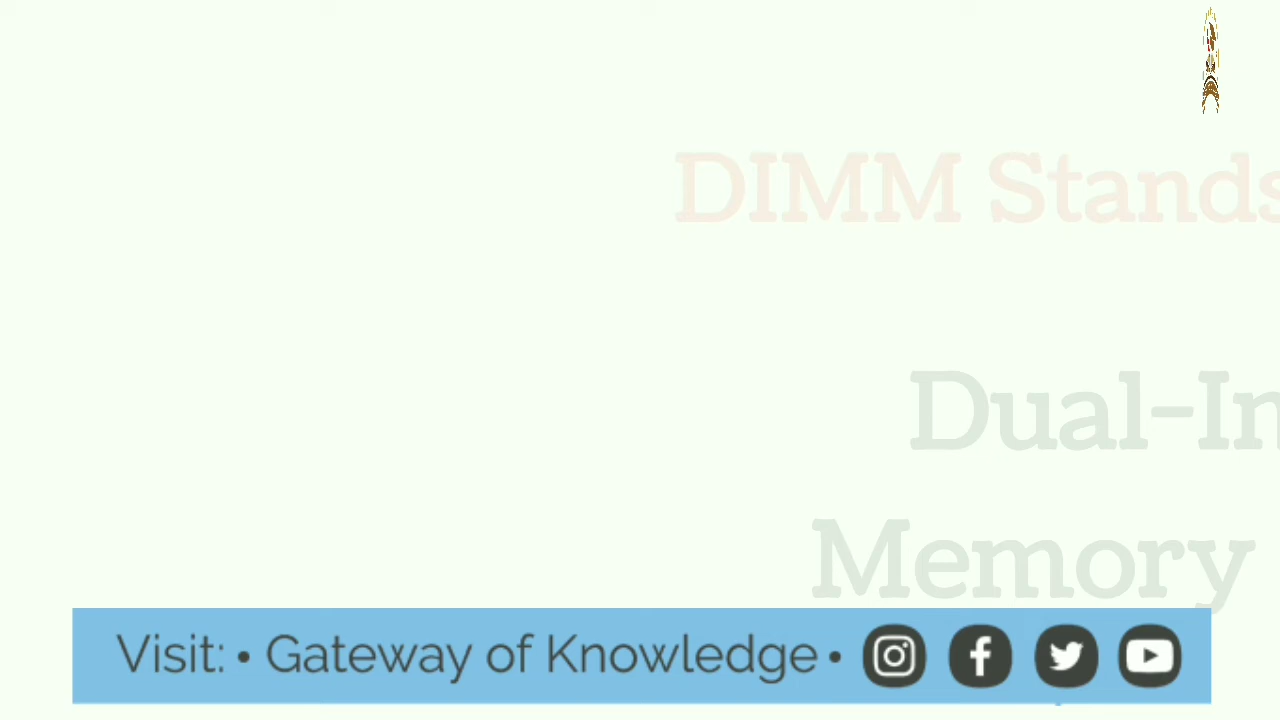 DIMM Stands
Dual-In
Memory
Visit: • Gateway of Knowledge •